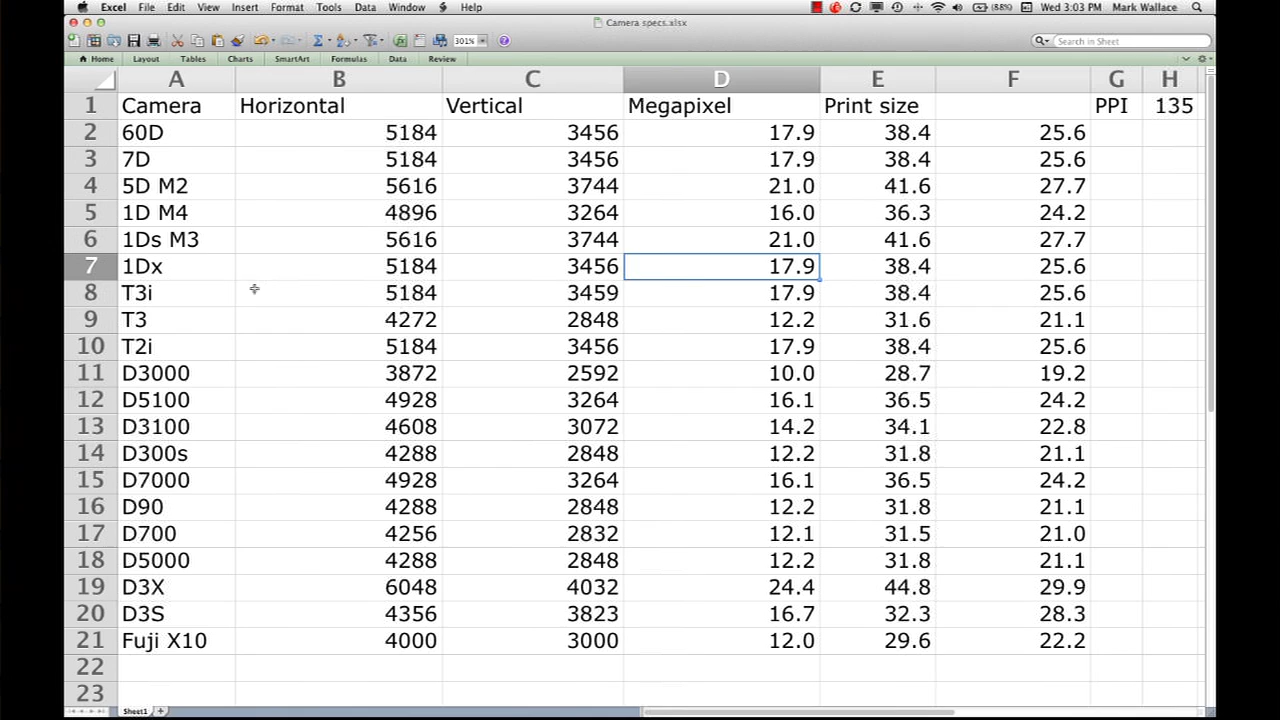 Excel File Edit View Insert Format Tools Data Window Help (88%) Wed 3:03 PM Mark Wallace
Camera specs.xlsx
301% Search in Sheet
Home Layout Tables Charts SmartArt Formulas Data Review
A B C D E F G H
1 Camera Horizontal Vertical Megapixel Print size PPI 135
2 60D 5184 3456 17.9 38.4 25.6
3 7D 5184 3456 17.9 38.4 25.6
4 5D M2 5616 3744 21.0 41.6 27.7
5 1D M4 4896 3264 16.0 36.3 24.2
6 1Ds M3 5616 3744 21.0 41.6 27.7
7 1Dx 5184 3456 17.9 38.4 25.6
8 T3i 5184 3459 17.9 38.4 25.6
9 T3 4272 2848 12.2 31.6 21.1
10 T2i 5184 3456 17.9 38.4 25.6
11 D3000 3872 2592 10.0 28.7 19.2
12 D5100 4928 3264 16.1 36.5 24.2
13 D3100 4608 3072 14.2 34.1 22.8
14 D300s 4288 2848 12.2 31.8 21.1
15 D7000 4928 3264 16.1 36.5 24.2
16 D90 4288 2848 12.2 31.8 21.1
17 D700 4256 2832 12.1 31.5 21.0
18 D5000 4288 2848 12.2 31.8 21.1
19 D3X 6048 4032 24.4 44.8 29.9
20 D3S 4356 3823 16.7 32.3 28.3
21 Fuji X10 4000 3000 12.0 29.6 22.2
22
23
Sheet1